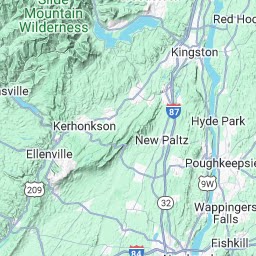 Slide
Mountain
Wilderness
Red Hoo
Kingston
nsville
87
Kerhonkson
Hyde Park
New Paltz
Ellenville
Poughkeepsie
209
9W
32
Wappingers
Falls
Fishkill
84